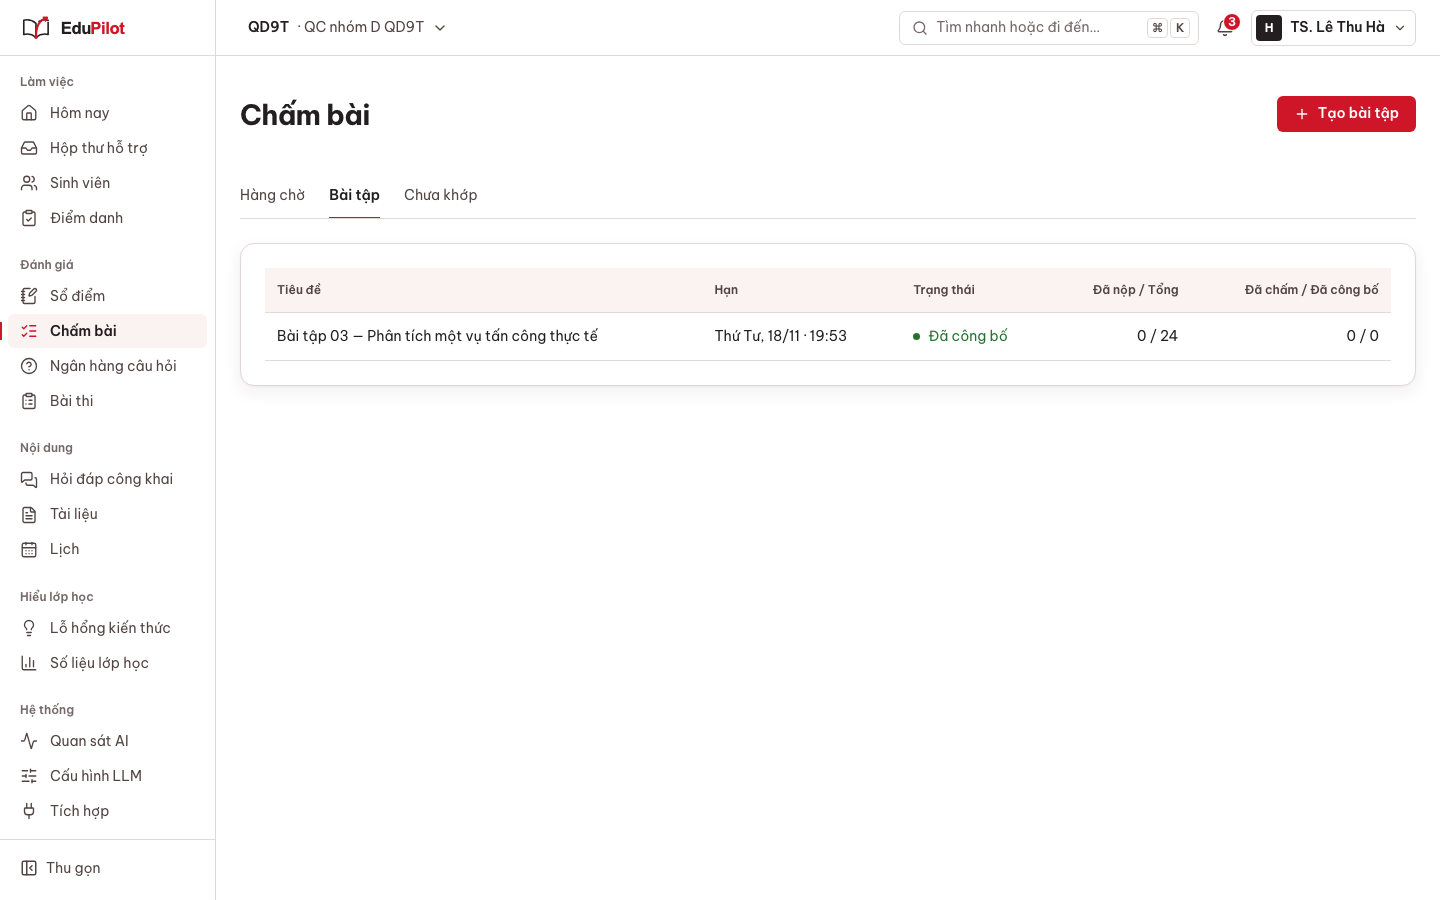 EduPilot
QD9T · QC nhóm D QD9T
Tìm nhanh hoặc đi đến...
⌘ K
3
H
TS. Lê Thu Hà
Làm việc
Hôm nay
Hộp thư hỗ trợ
Sinh viên
Điểm danh
Đánh giá
Sổ điểm
Chấm bài
Ngân hàng câu hỏi
Bài thi
Nội dung
Hỏi đáp công khai
Tài liệu
Lịch
Hiểu lớp học
Lỗ hổng kiến thức
Số liệu lớp học
Hệ thống
Quan sát AI
Cấu hình LLM
Tích hợp
Thu gọn
Chấm bài
Tạo bài tập
Hàng chờ Bài tập Chưa khớp
Tiêu đề Hạn Trạng thái Đã nộp / Tổng Đã chấm / Đã công bố
Bài tập 03 — Phân tích một vụ tấn công thực tế Thứ Tư, 18/11 · 19:53 Đã công bố 0 / 24 0 / 0